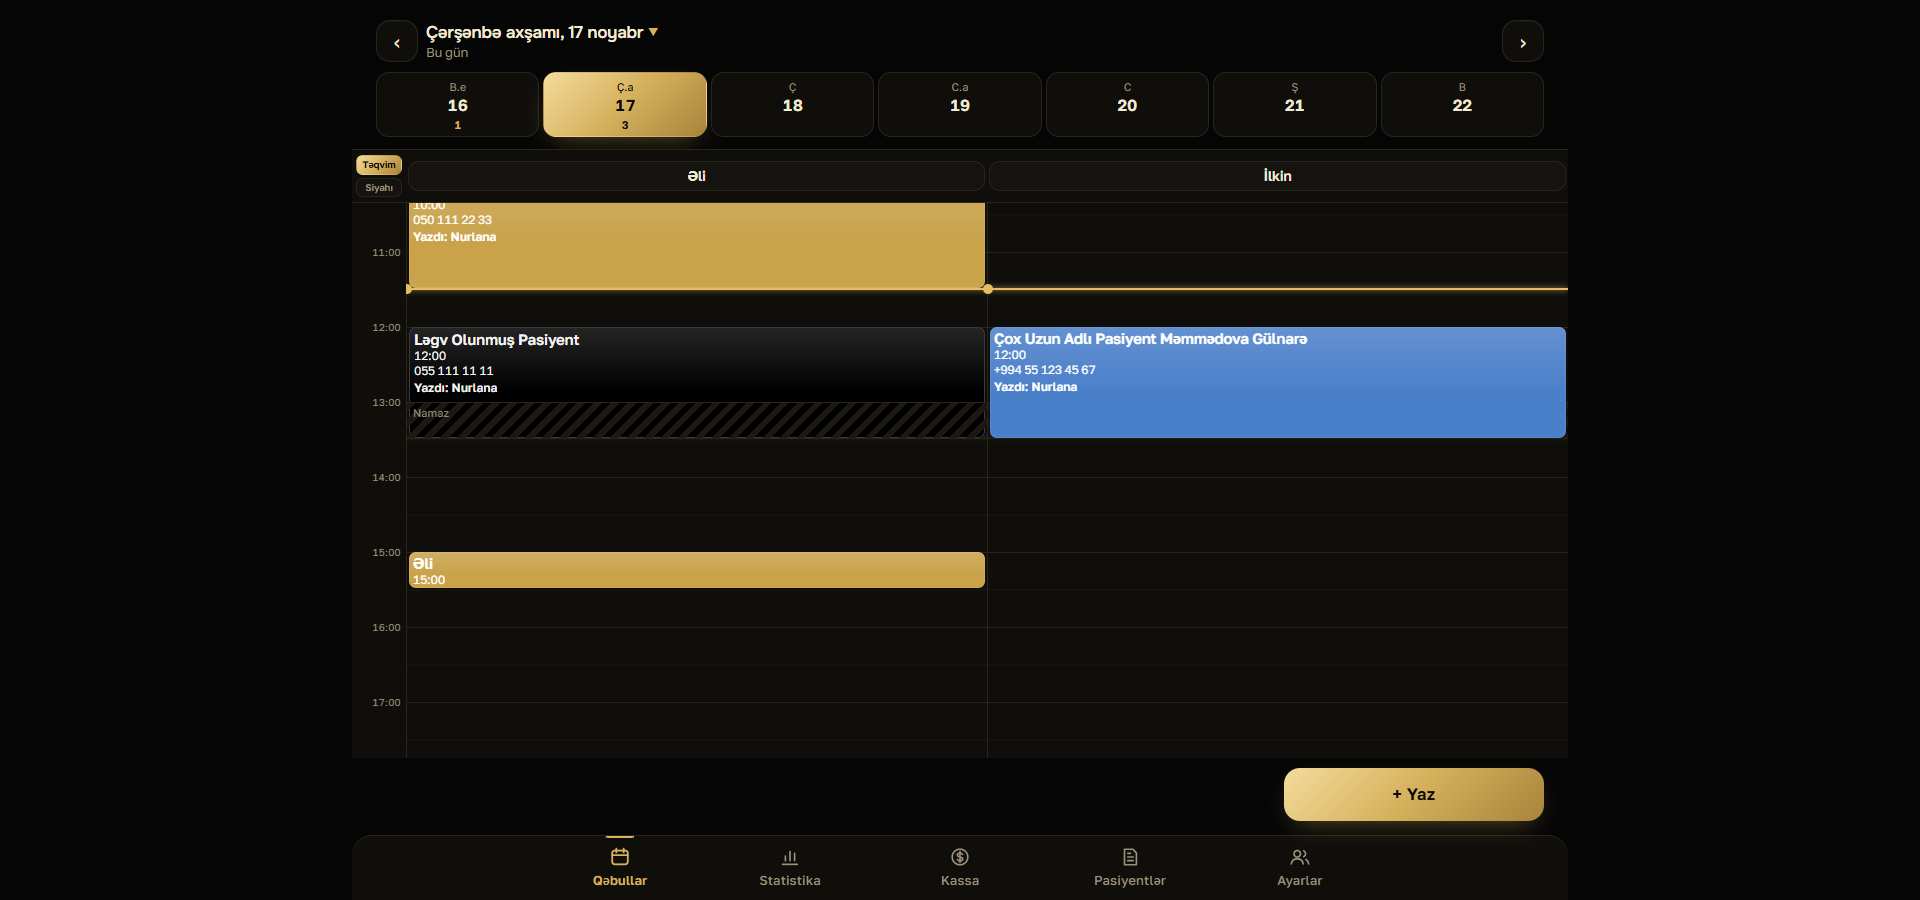 ‹
Çərşənbə axşamı, 17 noyabr ▼
Bu gün
›
B.e
16
1
Ç.a
17
3
Ç
18
C.a
19
C
20
Ş
21
B
22
Təqvim
Siyahı
Əli
İlkin
10:00
050 111 22 33
Yazdı: Nurlana
11:00
12:00
Ləgv Olunmuş Pasiyent
12:00
055 111 11 11
Yazdı: Nurlana
Çox Uzun Adlı Pasiyent Məmmədova Gülnarə
12:00
+994 55 123 45 67
Yazdı: Nurlana
13:00
Namaz
14:00
15:00
Əli
15:00
16:00
17:00
+ Yaz
Qəbullar
Statistika
Kassa
Pasiyentlər
Ayarlar